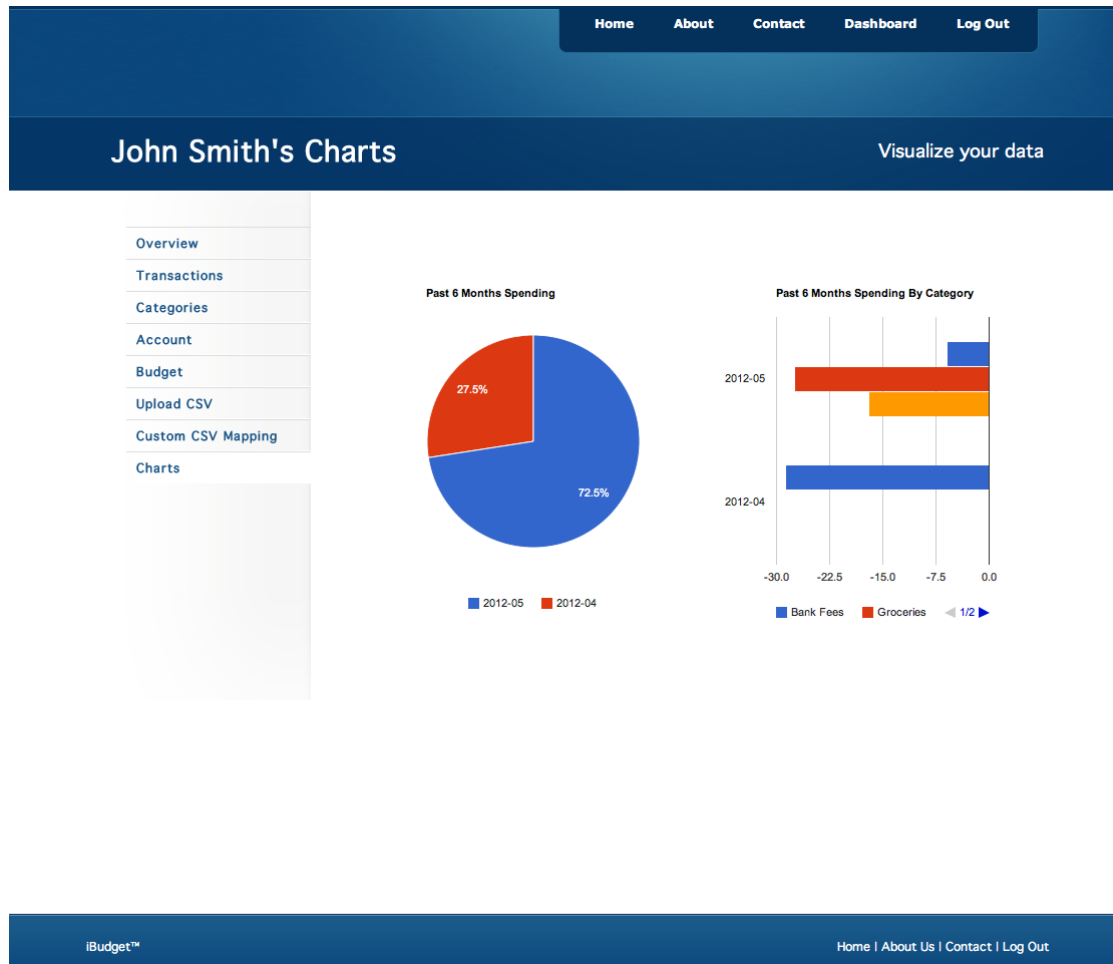 Home About Contact Dashboard Log Out
John Smith's Charts
Visualize your data
Overview
Transactions
Categories
Account
Budget
Upload CSV
Custom CSV Mapping
Charts
Past 6 Months Spending
27.5%
72.5%
2012-05 2012-04
Past 6 Months Spending By Category
2012-05
2012-04
-30.0 -22.5 -15.0 -7.5 0.0
Bank Fees Groceries 1/2
iBudget™
Home | About Us | Contact | Log Out